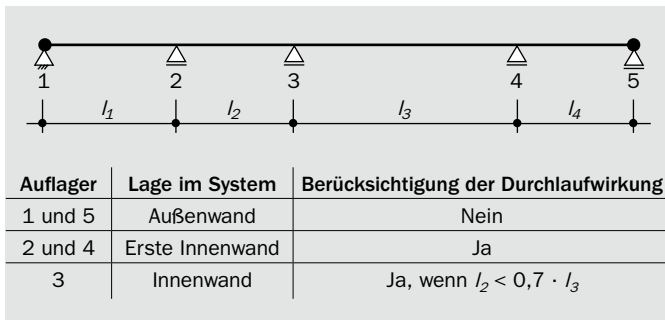 1 2 3 4 5
l1 l2 l3 l4
Auflager Lage im System Berücksichtigung der Durchlaufwirkung
1 und 5 Außenwand Nein
2 und 4 Erste Innenwand Ja
3 Innenwand Ja, wenn l2 < 0,7 · l3